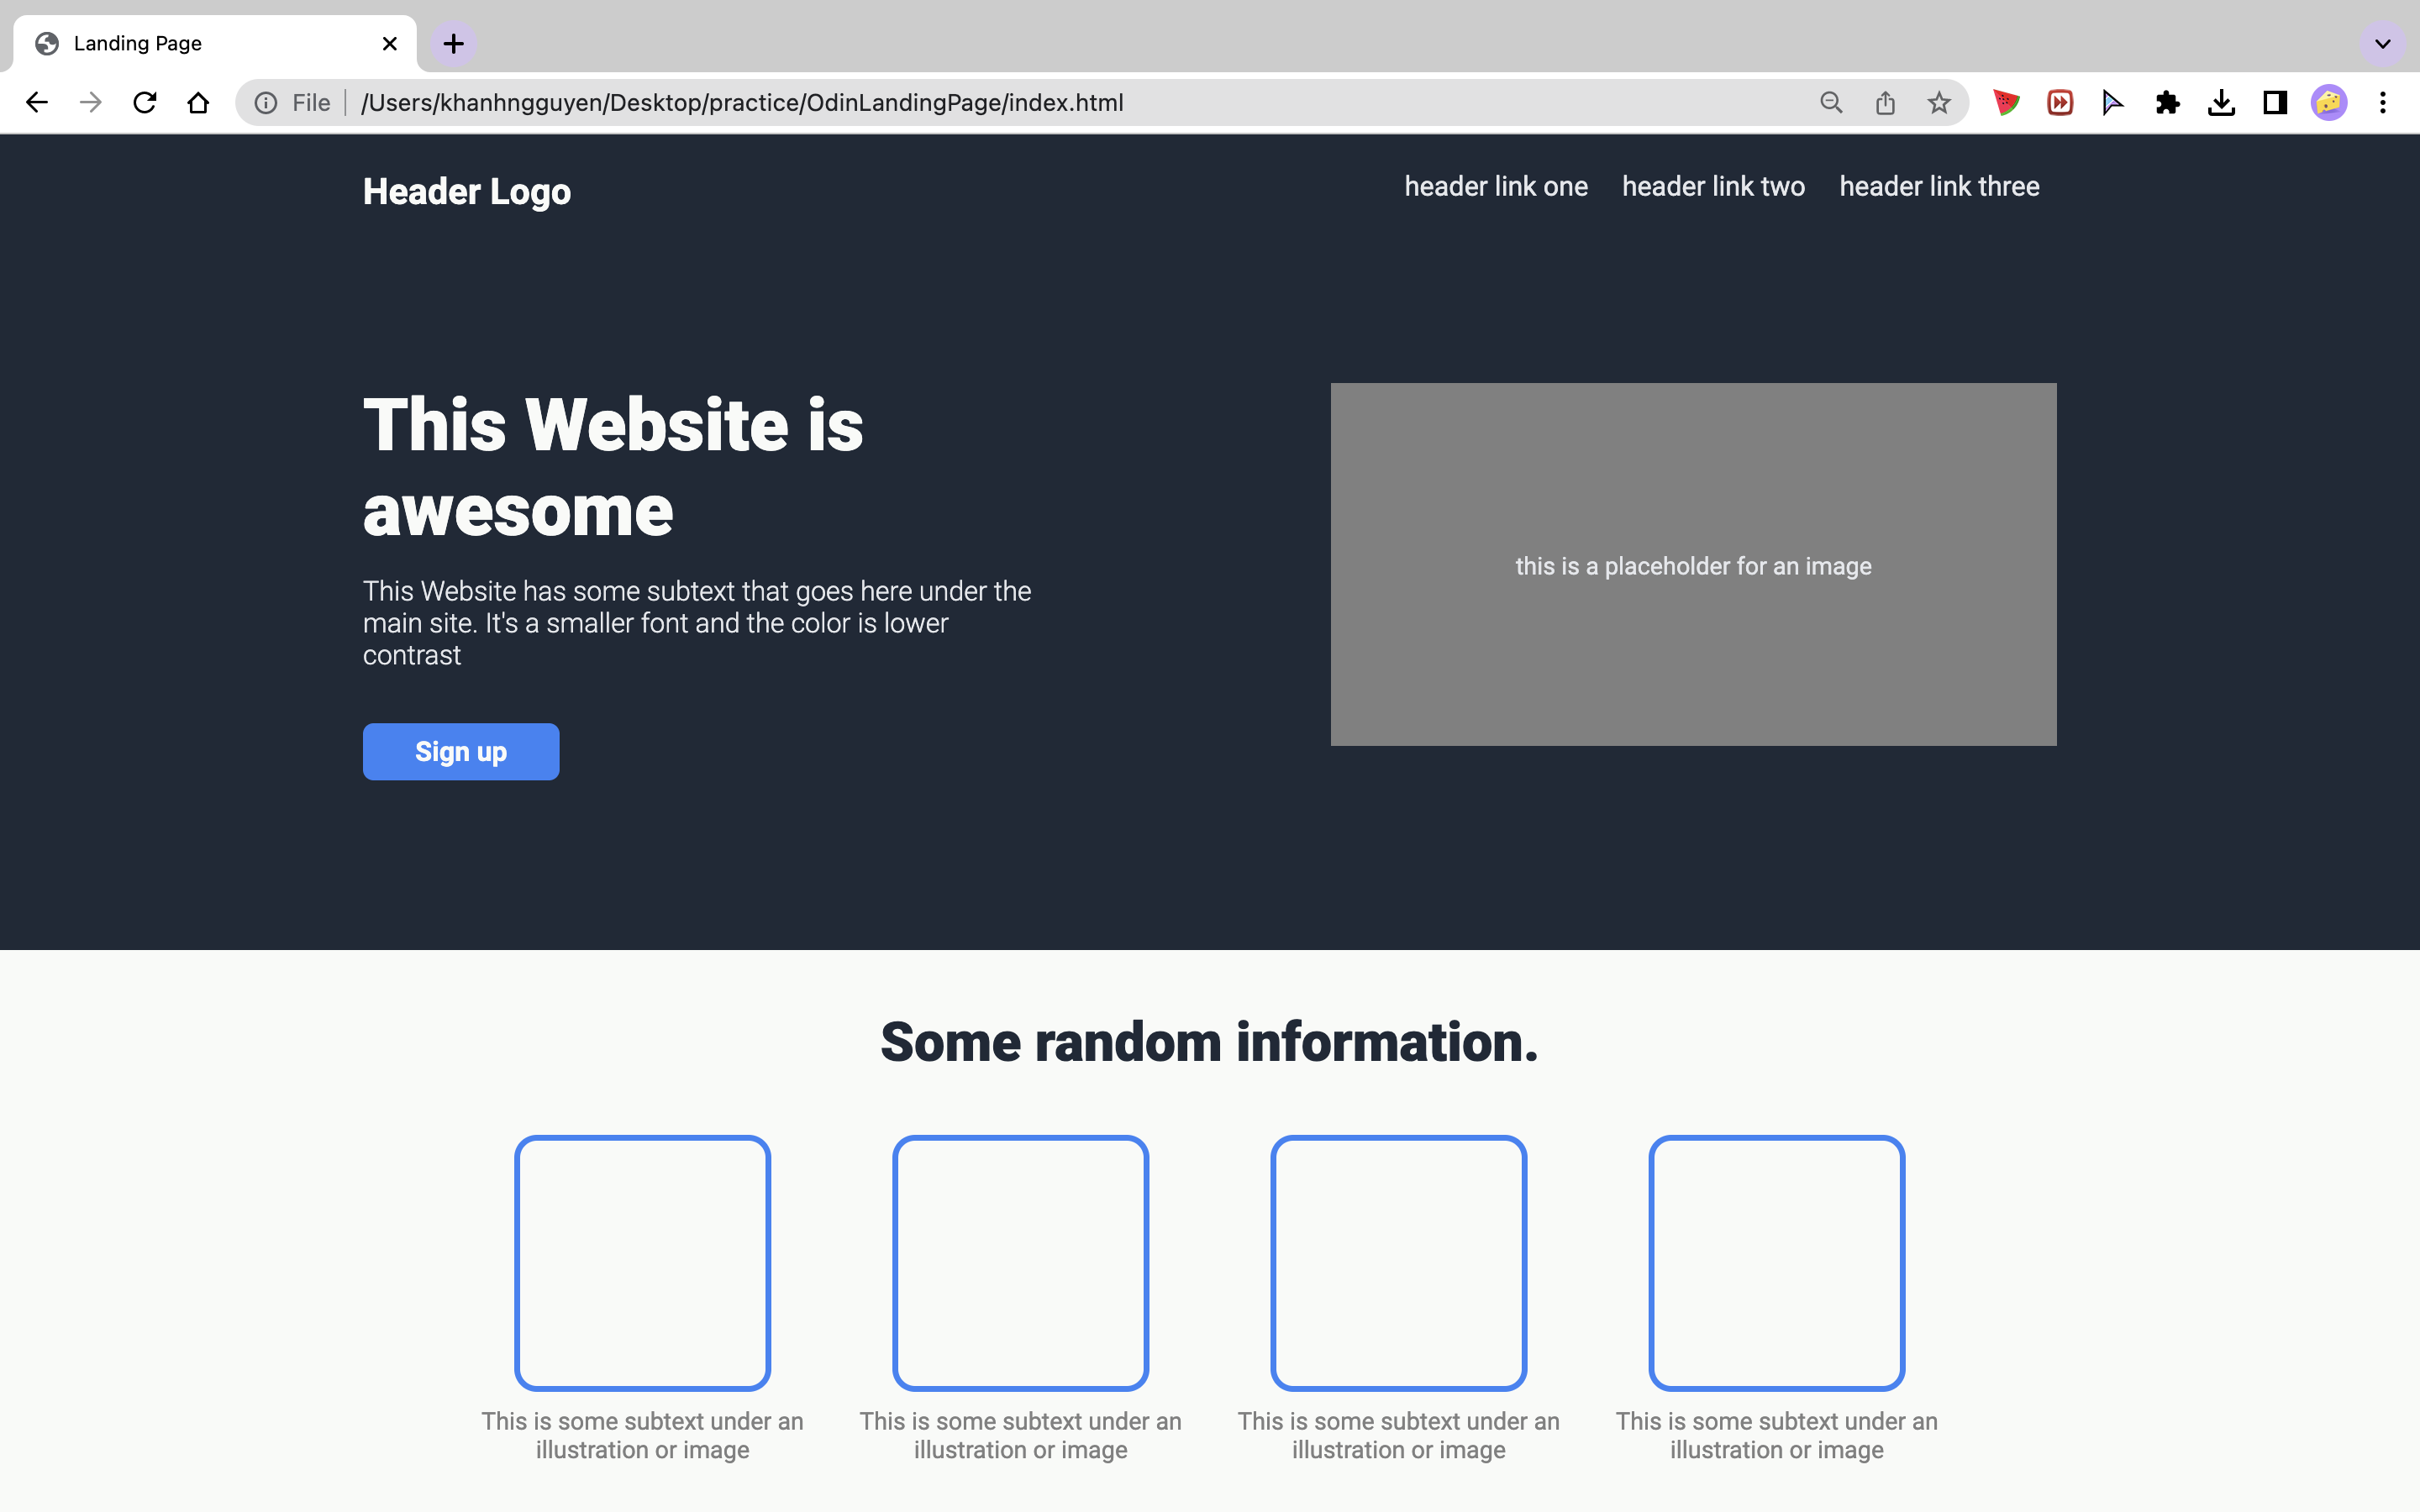 Landing Page
File /Users/khanhngguyen/Desktop/practice/OdinLandingPage/index.html
Header Logo
header link one header link two header link three
This Website is
awesome
This Website has some subtext that goes here under the
main site. It's a smaller font and the color is lower
contrast
Sign up
this is a placeholder for an image
Some random information.
This is some subtext under an
illustration or image
This is some subtext under an
illustration or image
This is some subtext under an
illustration or image
This is some subtext under an
illustration or image